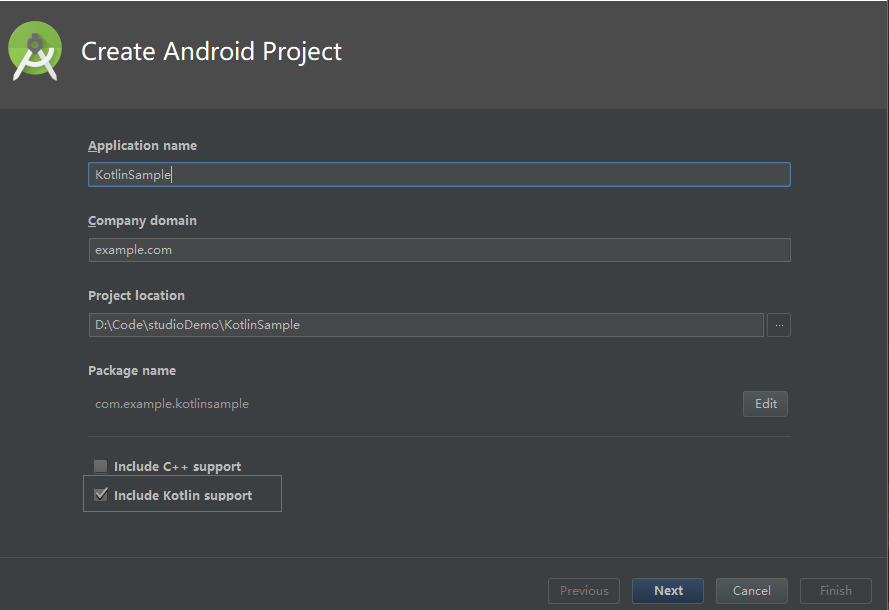 Create Android Project
Application name
KotlinSample
Company domain
example.com
Project location
D:\Code\studioDemo\KotlinSample
...
Package name
com.example.kotlinsample
Edit
Include C++ support
Include Kotlin support
Previous
Next
Cancel
Finish